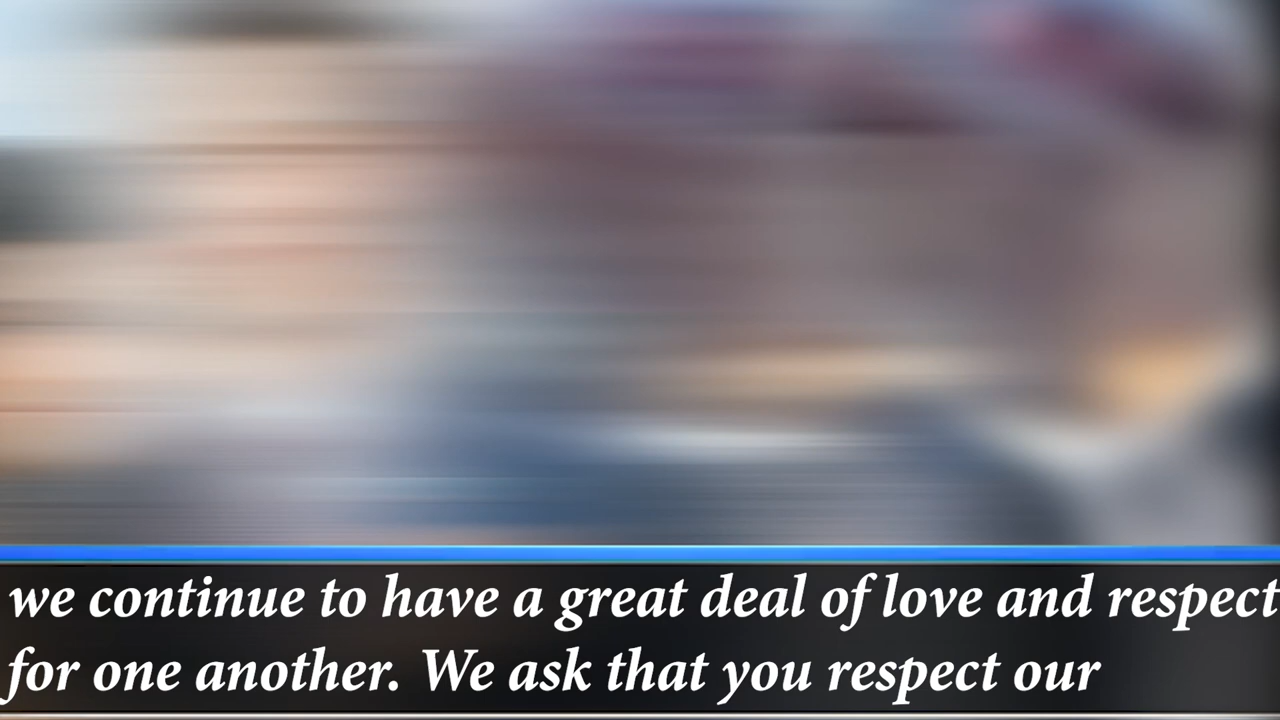 we continue to have a great deal of love and respect
for one another. We ask that you respect our